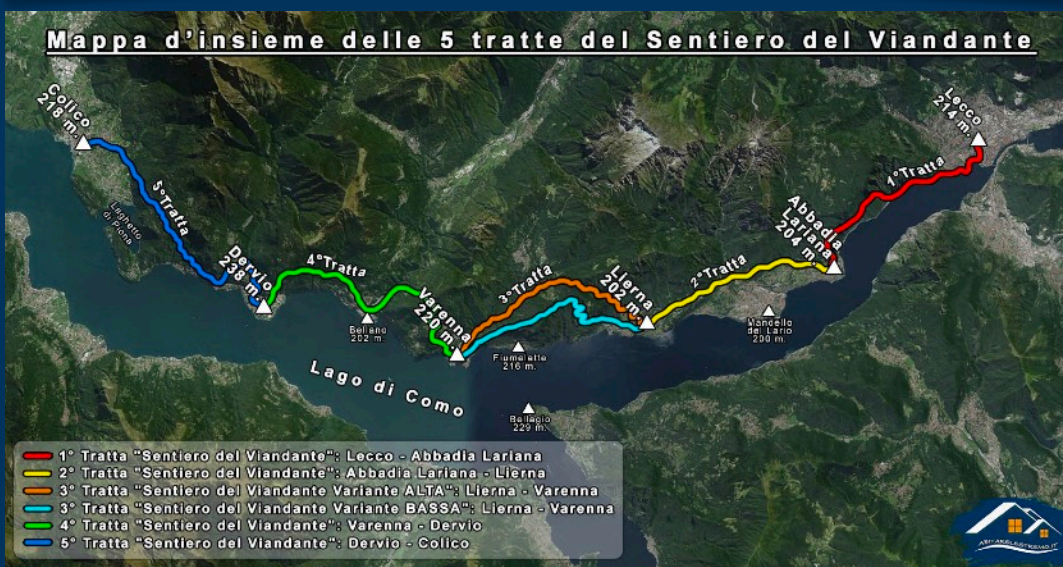 Mappa d'insieme delle 5 tratte del Sentiero del Viandante
Colico
218 m.
Lecco
214 m.
1°Tratta
Abbadia
Lariana
204 m.
5°Tratta
Laghetto
di Piona
Dervio
238 m.
4°Tratta
Varenna
220 m.
3°Tratta
Lierna
202 m.
2°Tratta
Bellano
202 m.
Mandello
del Lario
200 m.
Fiumelatte
216 m.
Lago di Como
Bellagio
229 m.
1° Tratta "Sentiero del Viandante": Lecco - Abbadia Lariana
2° Tratta "Sentiero del Viandante": Abbadia Lariana - Lierna
3° Tratta "Sentiero del Viandante Variante ALTA": Lierna - Varenna
3° Tratta "Sentiero del Viandante Variante BASSA": Lierna - Varenna
4° Tratta "Sentiero del Viandante": Varenna - Dervio
5° Tratta "Sentiero del Viandante": Dervio - Colico